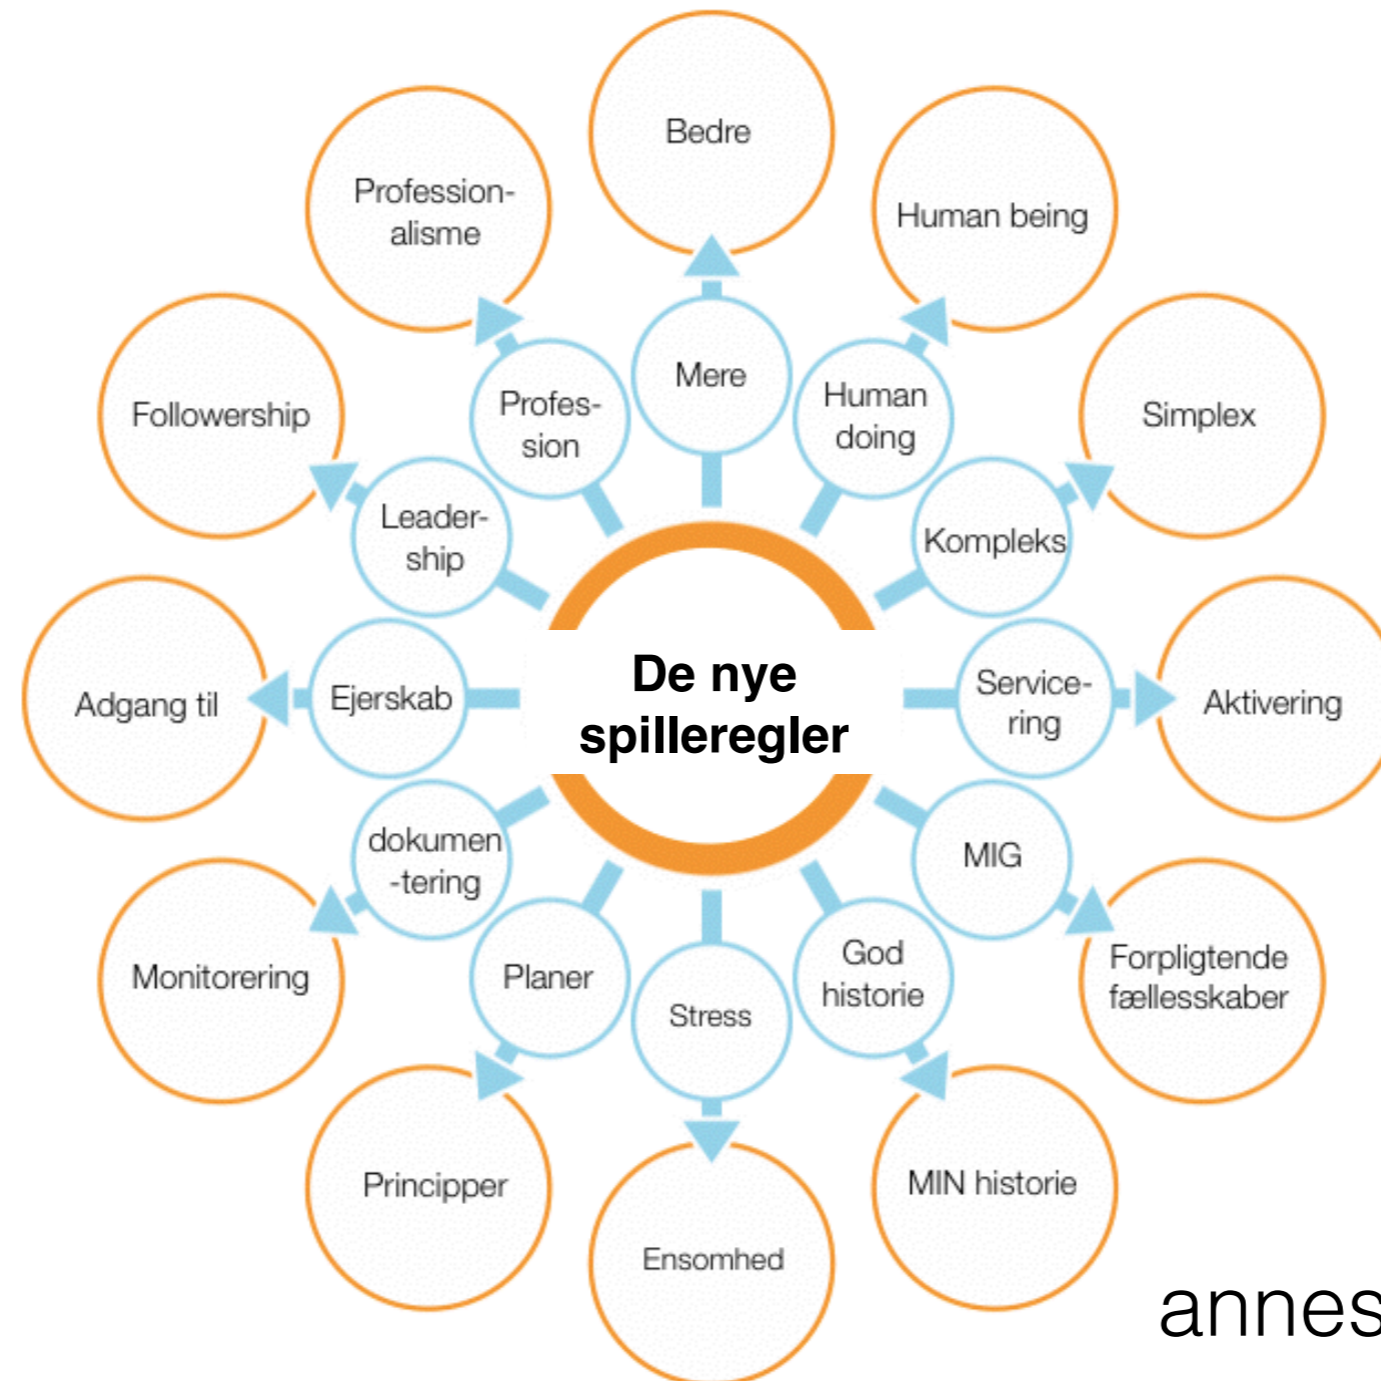 Bedre
Profession-
alisme
Human being
Mere
Profes-
sion
Human
doing
Followership
Simplex
Leader-
ship
Kompleks
Adgang til
Ejerskab
De nye
spilleregler
Service-
ring
Aktivering
dokumen
-tering
MIG
Monitorering
Planer
Stress
God
historie
Forpligtende
fællesskaber
Principper
Ensomhed
MIN historie
annes